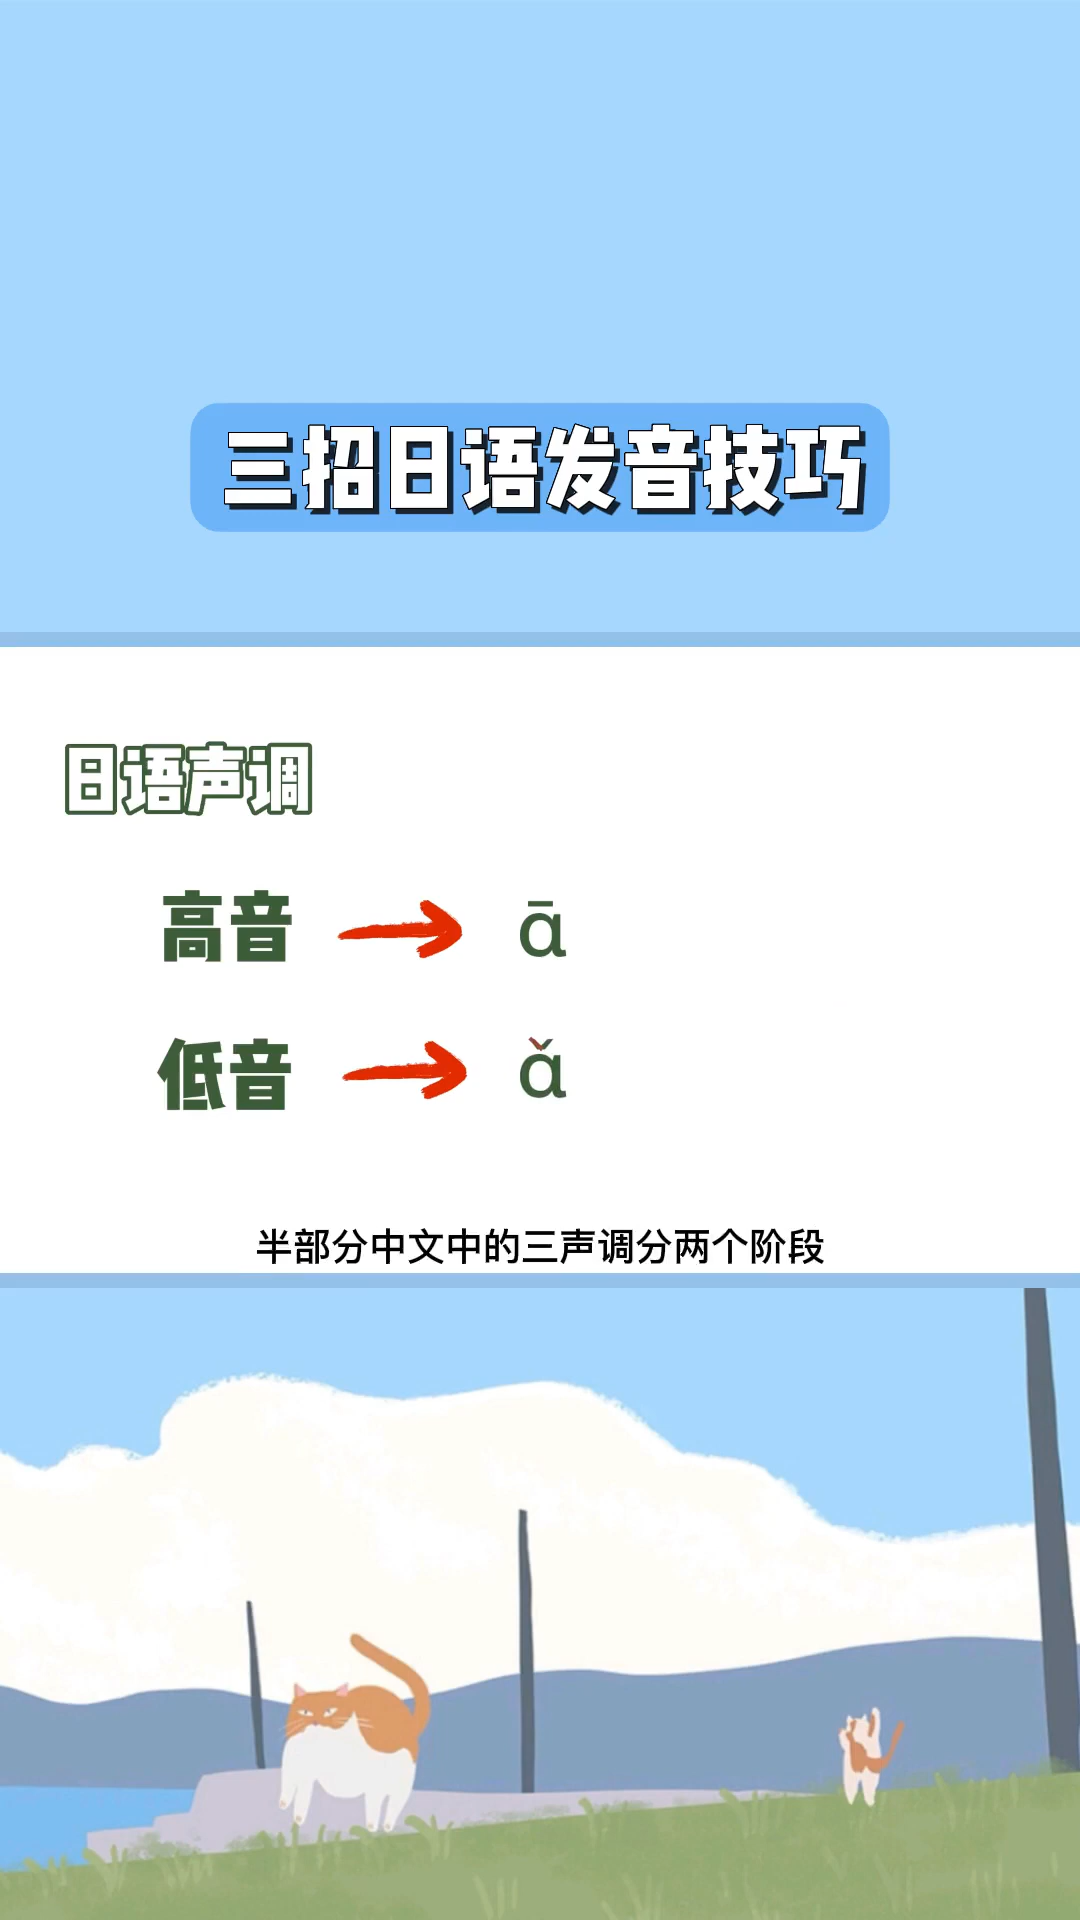 三招日语发音技巧
日语声调
高音 ā
低音 ǎ
半部分中文中的三声调分两个阶段